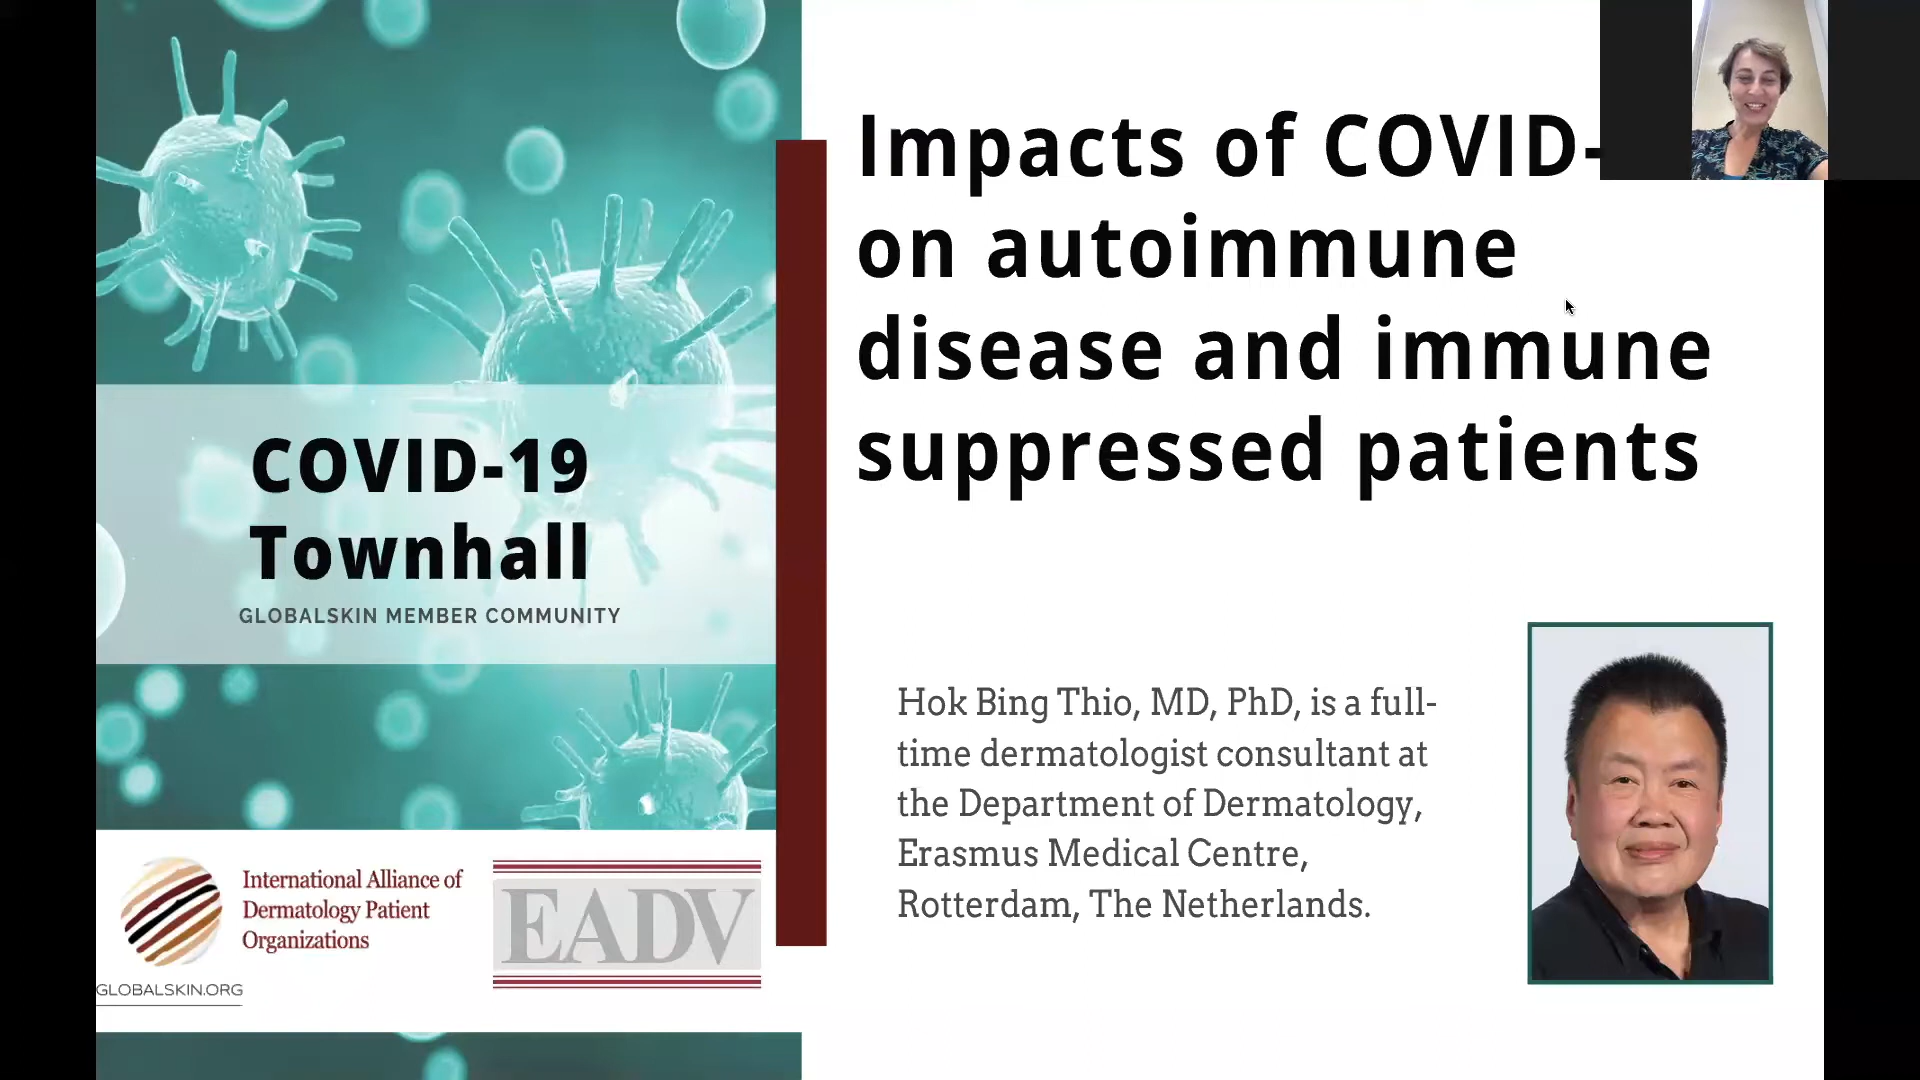 Impacts of COVID-
on autoimmune
disease and immune
suppressed patients
COVID-19
Townhall
GLOBALSKIN MEMBER COMMUNITY
Hok Bing Thio, MD, PhD, is a full-
time dermatologist consultant at
the Department of Dermatology,
Erasmus Medical Centre,
Rotterdam, The Netherlands.
International Alliance of
Dermatology Patient
Organizations
GLOBALSKIN.ORG
EADV